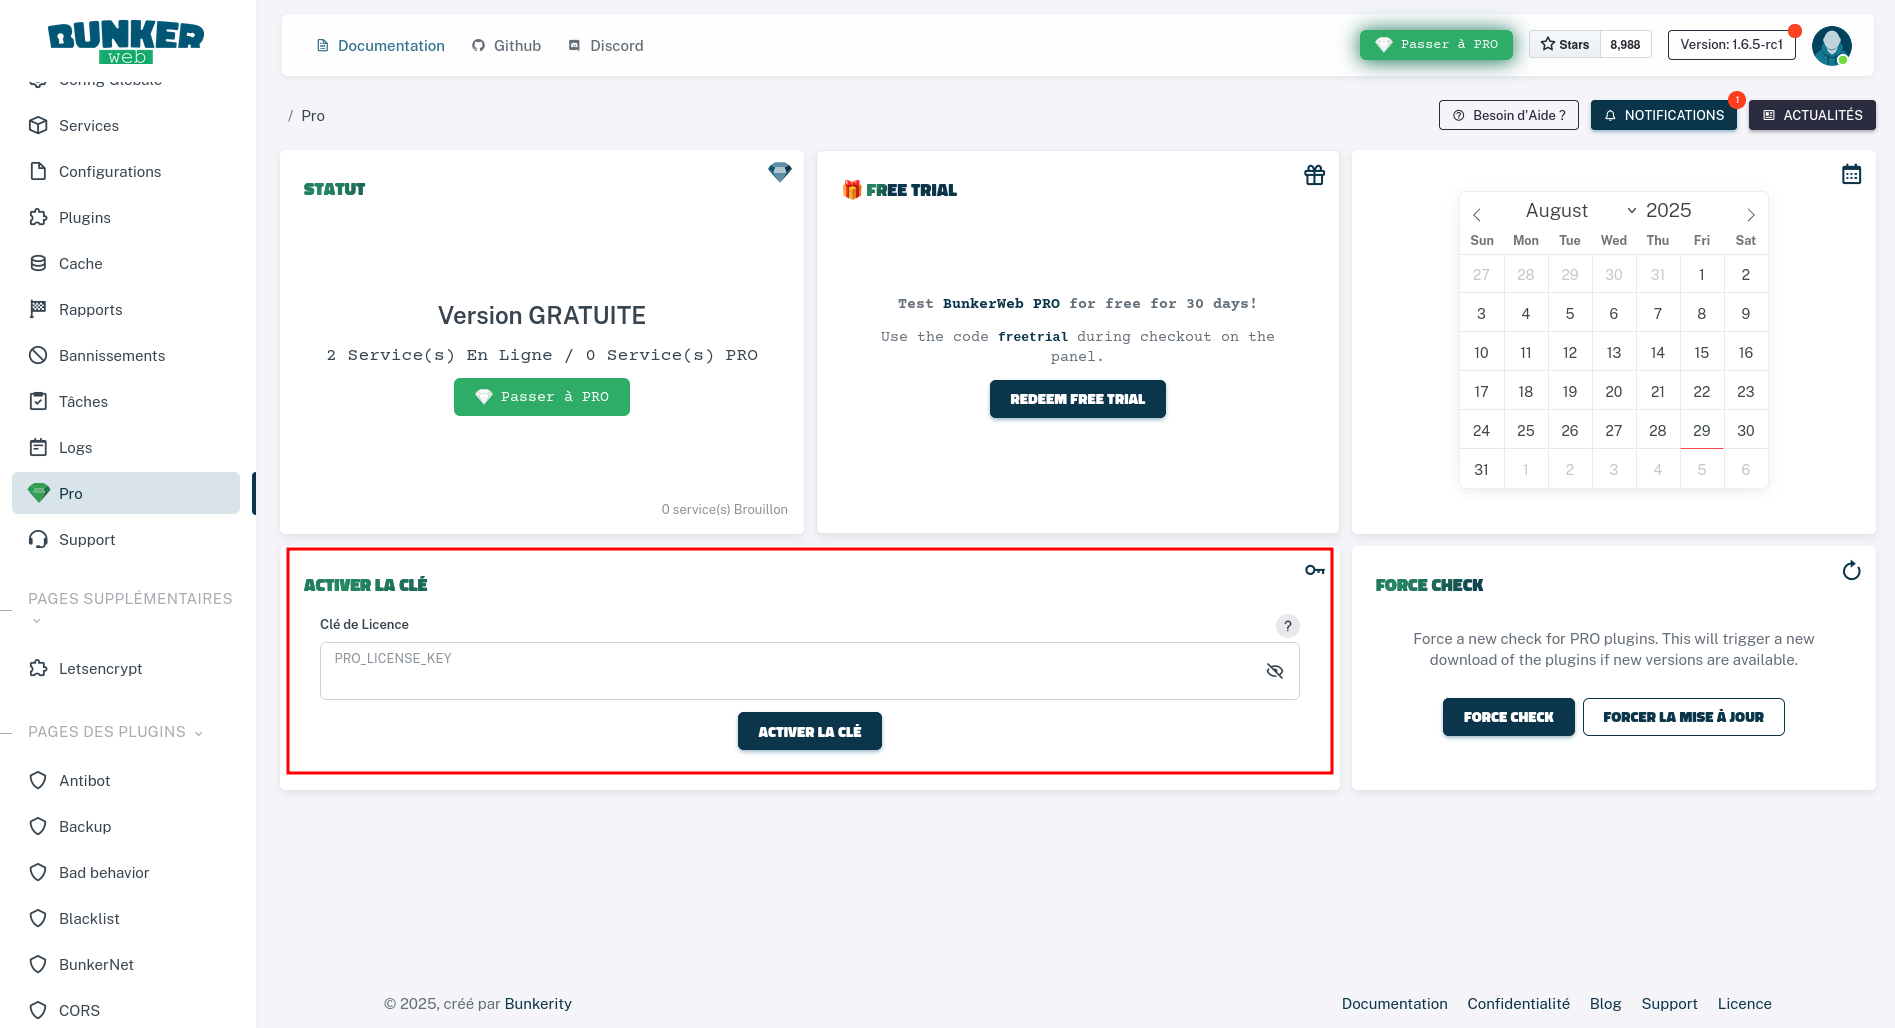 BUNKER
web
Config Globale
Services
Configurations
Plugins
Cache
Rapports
Bannissements
Tâches
Logs
Pro
Support
PAGES SUPPLÉMENTAIRES
Letsencrypt
PAGES DES PLUGINS
Antibot
Backup
Bad behavior
Blacklist
BunkerNet
CORS
Documentation Github Discord
Passer à PRO
Stars 8,988
Version: 1.6.5-rc1
/ Pro
Besoin d'Aide ?
NOTIFICATIONS 1
ACTUALITÉS
STATUT
Version GRATUITE
2 Service(s) En Ligne / 0 Service(s) PRO
Passer à PRO
0 service(s) Brouillon
FREE TRIAL
Test BunkerWeb PRO for free for 30 days!
Use the code freetrial during checkout on the
panel.
REDEEM FREE TRIAL
August 2025
Sun Mon Tue Wed Thu Fri Sat
27 28 29 30 31 1 2
3 4 5 6 7 8 9
10 11 12 13 14 15 16
17 18 19 20 21 22 23
24 25 26 27 28 29 30
31 1 2 3 4 5 6
ACTIVER LA CLÉ
Clé de Licence
?
PRO_LICENSE_KEY
ACTIVER LA CLÉ
FORCE CHECK
Force a new check for PRO plugins. This will trigger a new
download of the plugins if new versions are available.
FORCE CHECK
FORCER LA MISE À JOUR
© 2025, créé par Bunkerity
Documentation Confidentialité Blog Support Licence